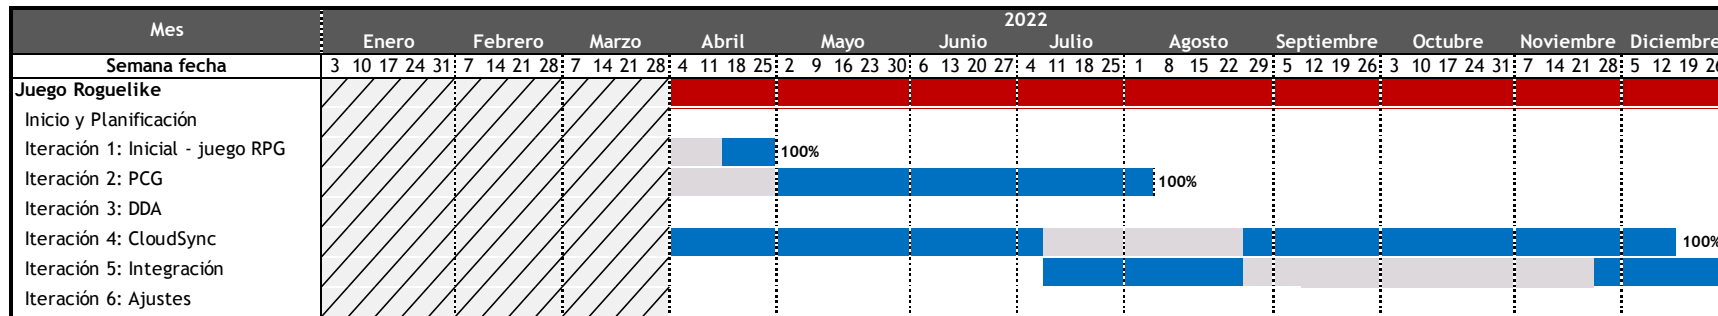 Mes 2022
Enero Febrero Marzo Abril Mayo Junio Julio Agosto Septiembre Octubre Noviembre Diciembre
Semana fecha 3 10 17 24 31 7 14 21 28 7 14 21 28 4 11 18 25 2 9 16 23 30 6 13 20 27 4 11 18 25 1 8 15 22 29 5 12 19 26 3 10 17 24 31 7 14 21 28 5 12 19 26
Juego Roguelike
Inicio y Planificación
Iteración 1: Inicial - juego RPG 100%
Iteración 2: PCG 100%
Iteración 3: DDA
Iteración 4: CloudSync 100%
Iteración 5: Integración
Iteración 6: Ajustes